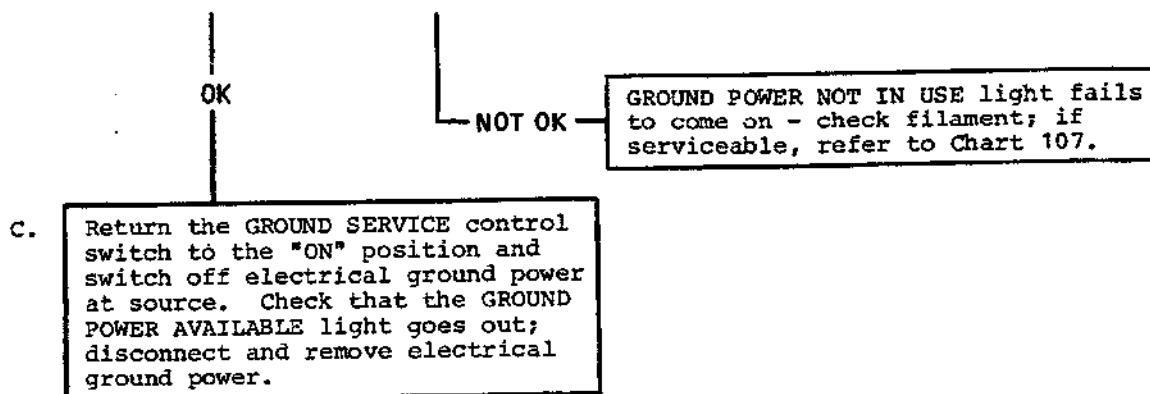 OK
NOT OK
GROUND POWER NOT IN USE light fails
to come on - check filament; if
serviceable, refer to Chart 107.
C.
Return the GROUND SERVICE control
switch to the "ON" position and
switch off electrical ground power
at source. Check that the GROUND
POWER AVAILABLE light goes out;
disconnect and remove electrical
ground power.